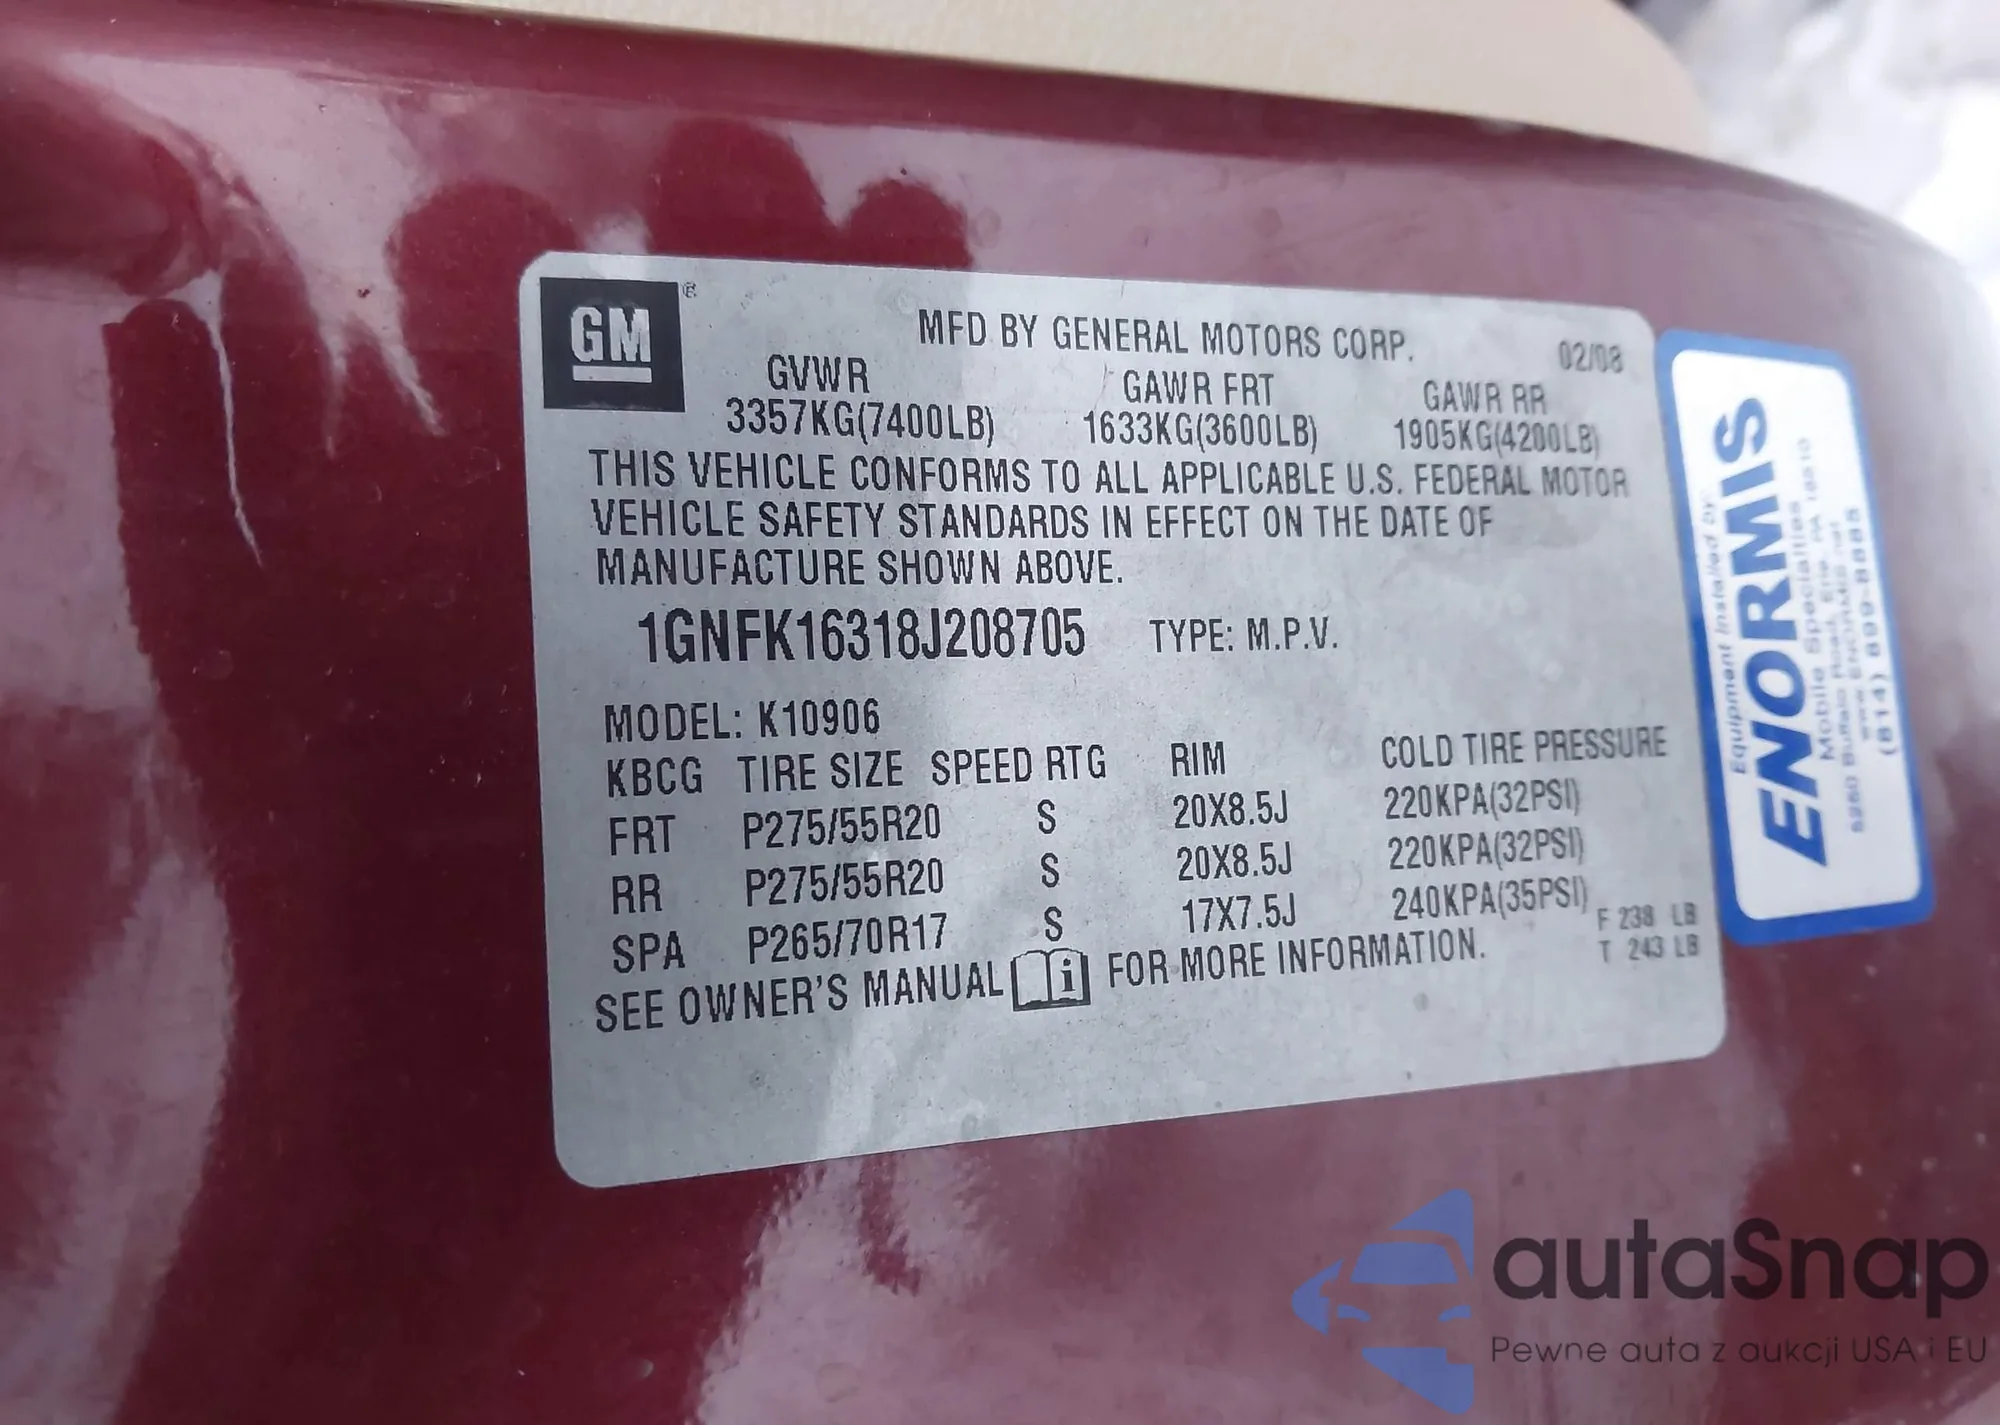 GM ®
MFD BY GENERAL MOTORS CORP. 02/08
GVWR GAWR FRT GAWR RR
3357KG(7400LB) 1633KG(3600LB) 1905KG(4200LB)
THIS VEHICLE CONFORMS TO ALL APPLICABLE U.S. FEDERAL MOTOR
VEHICLE SAFETY STANDARDS IN EFFECT ON THE DATE OF
MANUFACTURE SHOWN ABOVE.
1GNFK16318J208705 TYPE: M.P.V.
MODEL: K10906
KBCG TIRE SIZE SPEED RTG RIM COLD TIRE PRESSURE
FRT P275/55R20 S 20X8.5J 220KPA(32PSI)
RR P275/55R20 S 20X8.5J 220KPA(32PSI)
SPA P265/70R17 S 17X7.5J 240KPA(35PSI)
F 238 LB
T 243 LB
SEE OWNER'S MANUAL i FOR MORE INFORMATION.
Equipment Installed by:
ENORMIS
Mobile Specialties
5260 Buffalo Road, Erie, PA
(814) 899-8888
autaSnap
Pewne auta z aukcji USA i EU